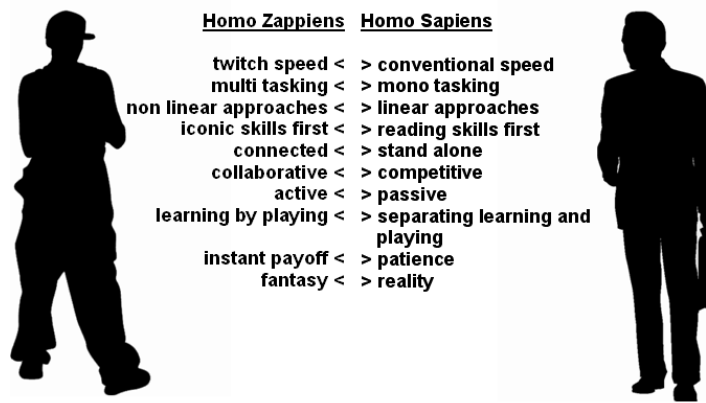 Homo Zappiens Homo Sapiens
twitch speed < > conventional speed
multi tasking < > mono tasking
non linear approaches < > linear approaches
iconic skills first < > reading skills first
connected < > stand alone
collaborative < > competitive
active < > passive
learning by playing < > separating learning and
playing
instant payoff < > patience
fantasy < > reality